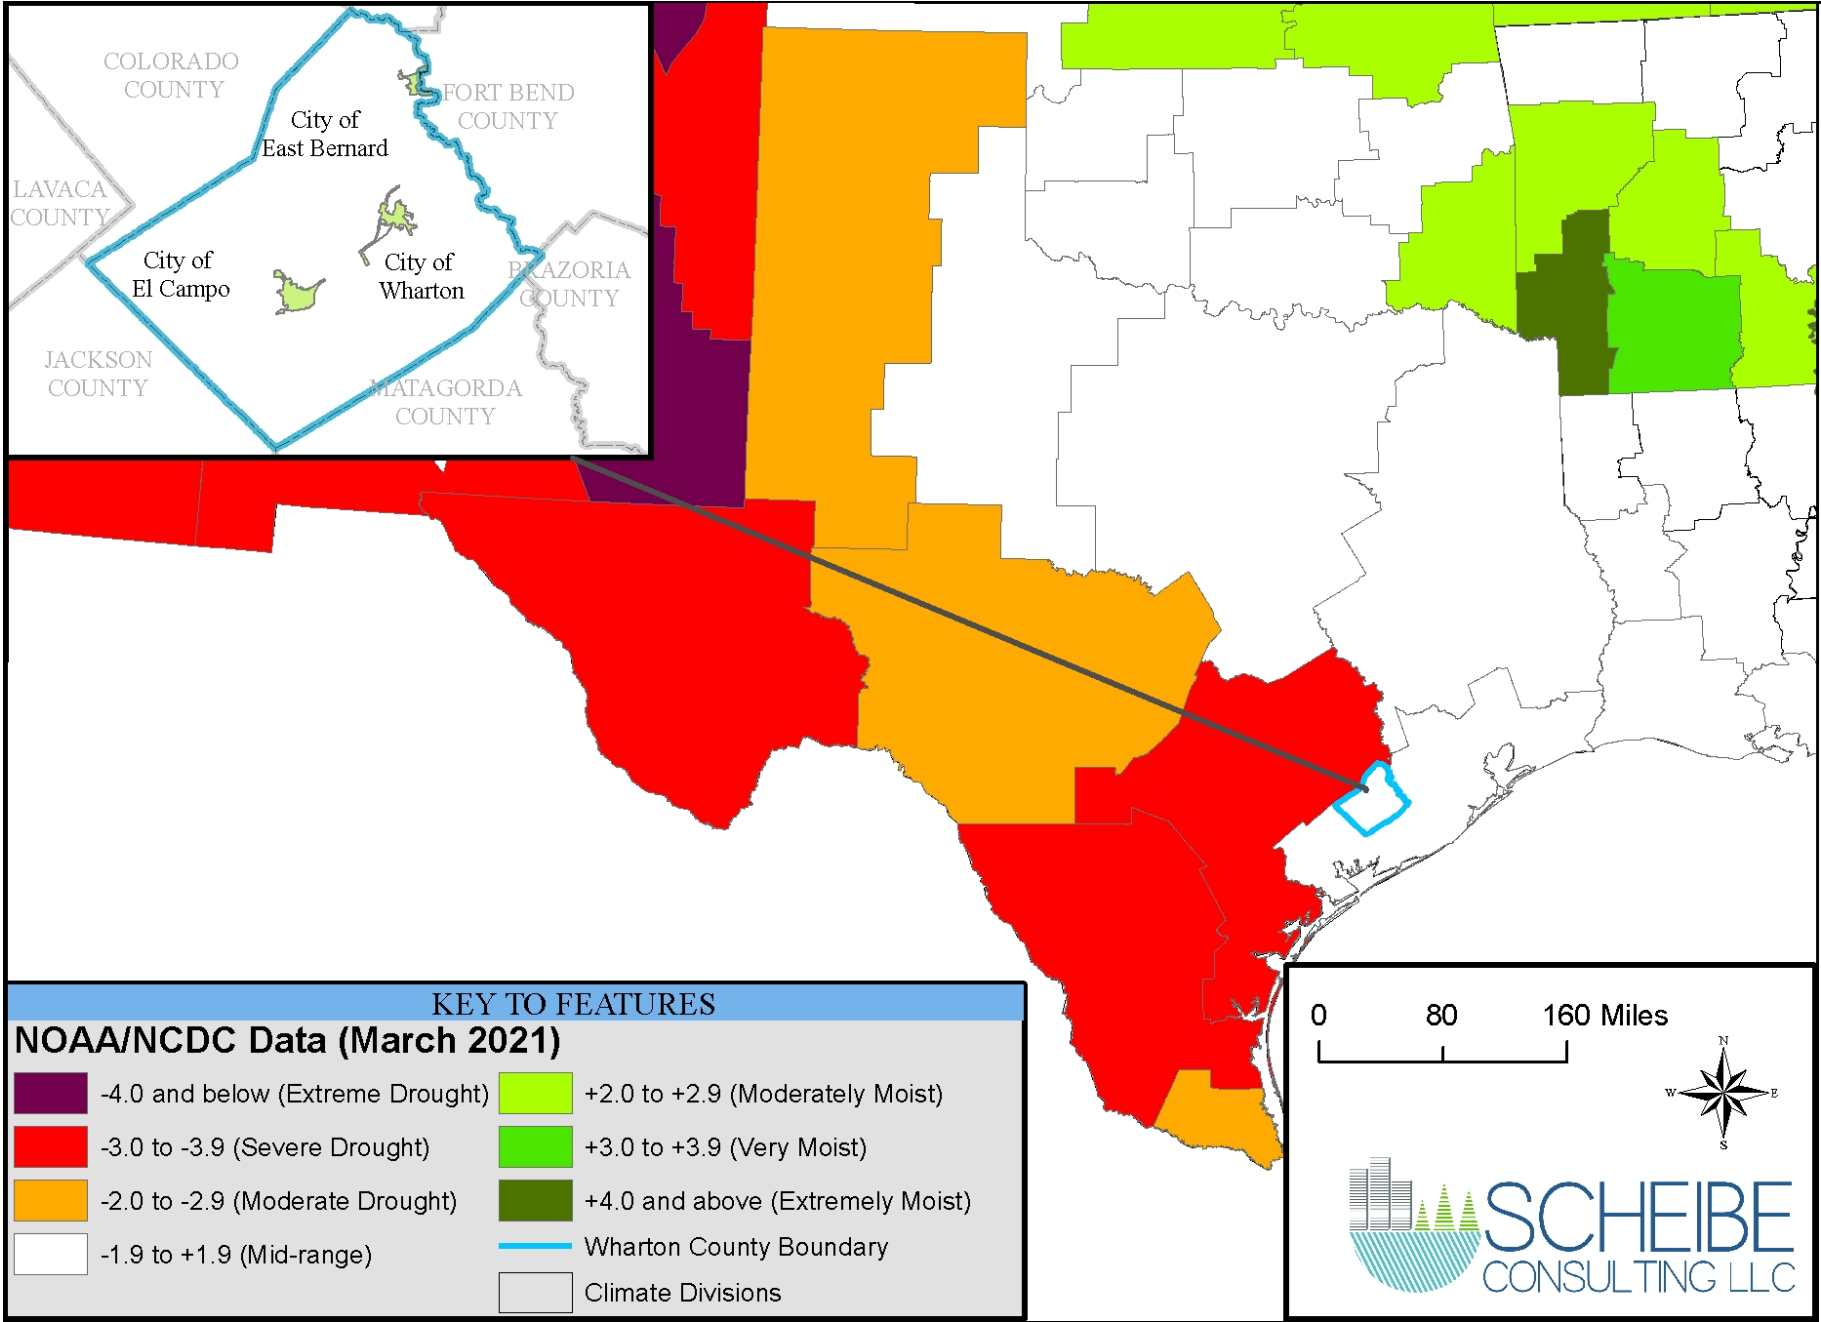 COLORADO
COUNTY
FORT BEND
COUNTY
City of
East Bernard
LAVACA
COUNTY
City of
El Campo
City of
Wharton
BRAZORIA
COUNTY
JACKSON
COUNTY
MATAGORDA
COUNTY
KEY TO FEATURES
NOAA/NCDC Data (March 2021)
-4.0 and below (Extreme Drought)
-3.0 to -3.9 (Severe Drought)
-2.0 to -2.9 (Moderate Drought)
-1.9 to +1.9 (Mid-range)
+2.0 to +2.9 (Moderately Moist)
+3.0 to +3.9 (Very Moist)
+4.0 and above (Extremely Moist)
Wharton County Boundary
Climate Divisions
0 80 160 Miles
N
W E
S
SCHEIBE
CONSULTING LLC